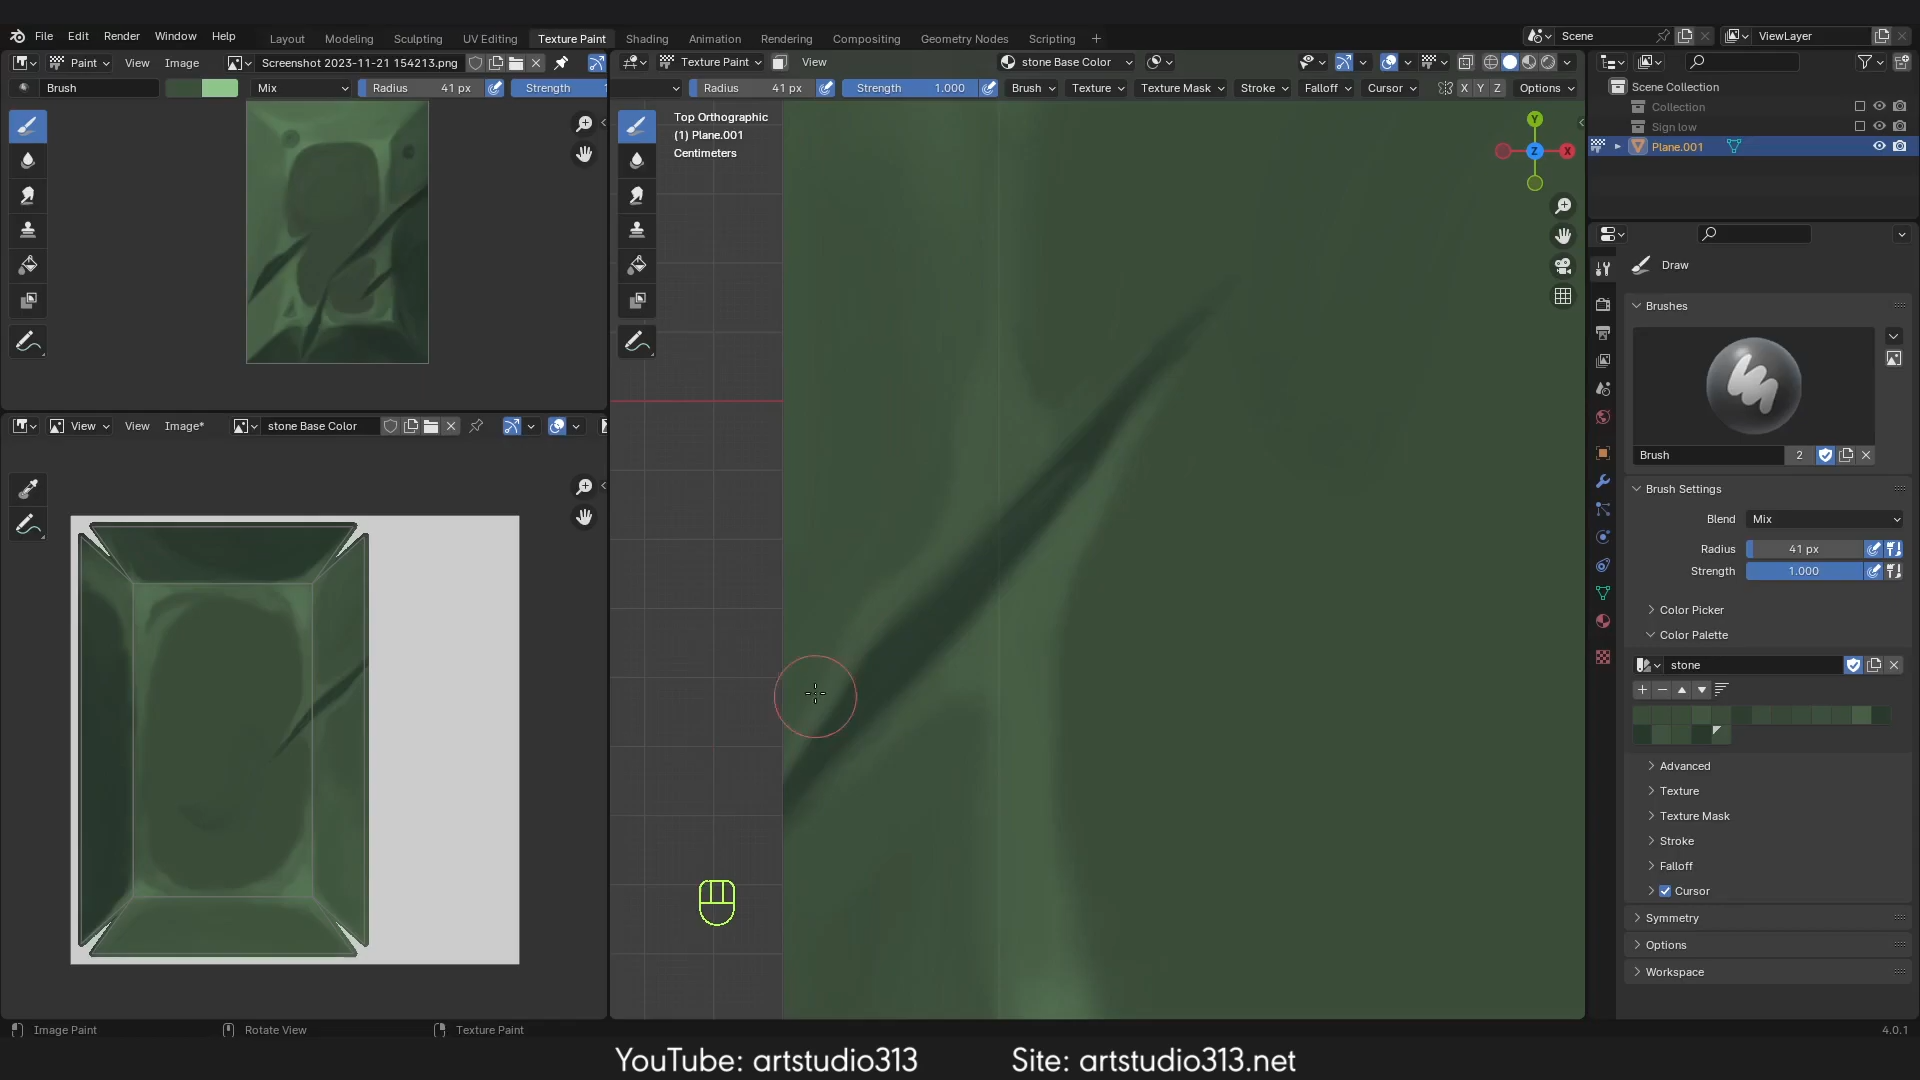 File Edit Render Window Help Layout Modeling Sculpting UV Editing Texture Paint Shading Animation Rendering Compositing Geometry Nodes Scripting + Scene ViewLayer
Paint View Image Screenshot 2023-11-21 154213.png Texture Paint View stone Base Color
Brush Mix Radius 41 px Strength Radius 41 px Strength 1.000 Brush Texture Texture Mask Stroke Falloff Cursor X Y Z Options
Scene Collection
Collection
Sign low
Plane.001
Top Orthographic
(1) Plane.001
Centimeters
Y
Z X
Draw
Brushes
Brush 2
Brush Settings
Blend Mix
Radius 41 px
Strength 1.000
Color Picker
Color Palette
stone
Advanced
Texture
Texture Mask
Stroke
Falloff
Cursor
Symmetry
Options
Workspace
View View Image* stone Base Color
Image Paint Rotate View Texture Paint 4.0.1
YouTube: artstudio313 Site: artstudio313.net